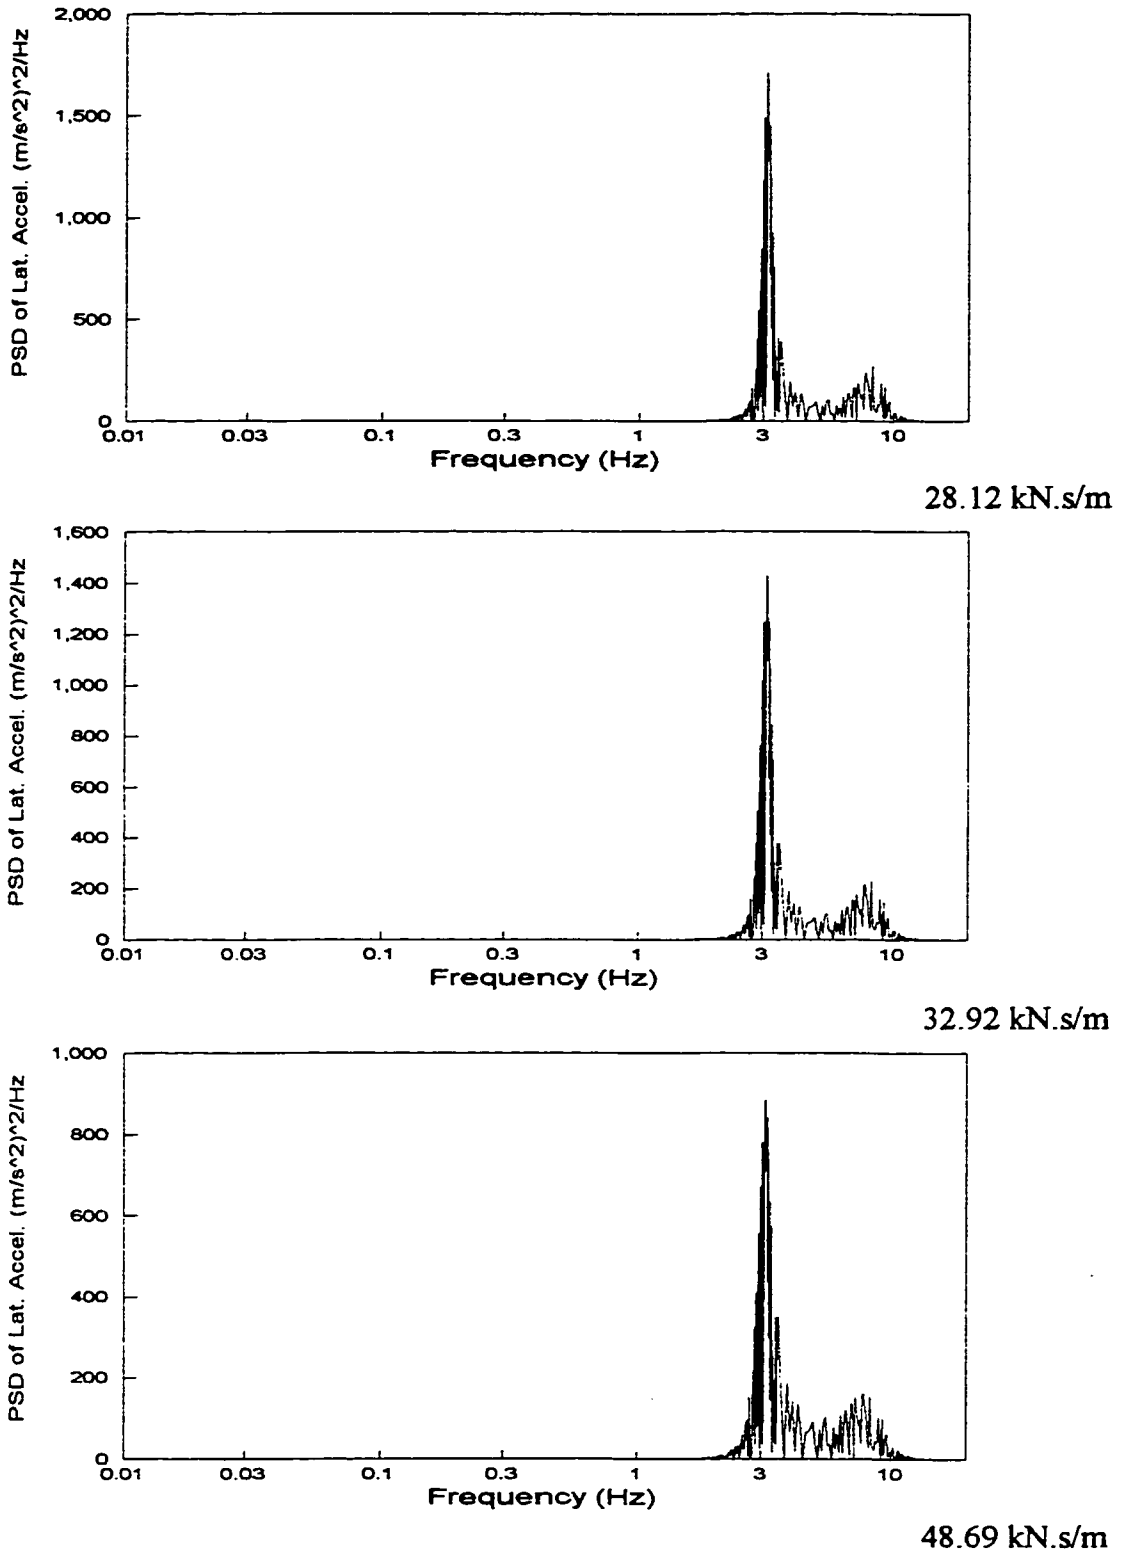 PSD of Lat. Accel. (m/s^2)^2/Hz
2,000
1,500
1,000
500
0
0.01 0.03 0.1 0.3 1 3 10
Frequency (Hz)
28.12 kN.s/m
PSD of Lat. Accel. (m/s^2)^2/Hz
1,600
1,400
1,200
1,000
800
600
400
200
0
0.01 0.03 0.1 0.3 1 3 10
Frequency (Hz)
32.92 kN.s/m
PSD of Lat. Accel. (m/s^2)^2/Hz
1,000
800
600
400
200
0
0.01 0.03 0.1 0.3 1 3 10
Frequency (Hz)
48.69 kN.s/m